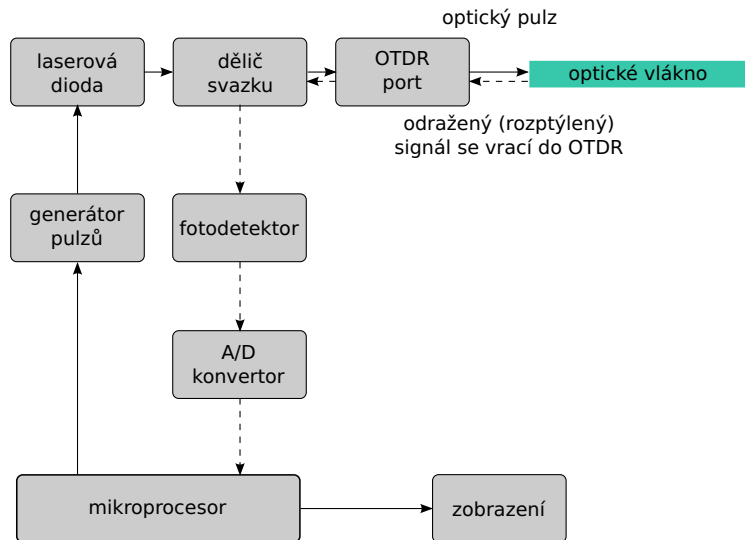 optický pulz
laserová
dioda
dělič
svazku
OTDR
port
optické vlákno
odražený (rozptýlený)
signál se vrací do OTDR
generátor
pulzů
fotodetektor
A/D
konvertor
mikroprocesor
zobrazení